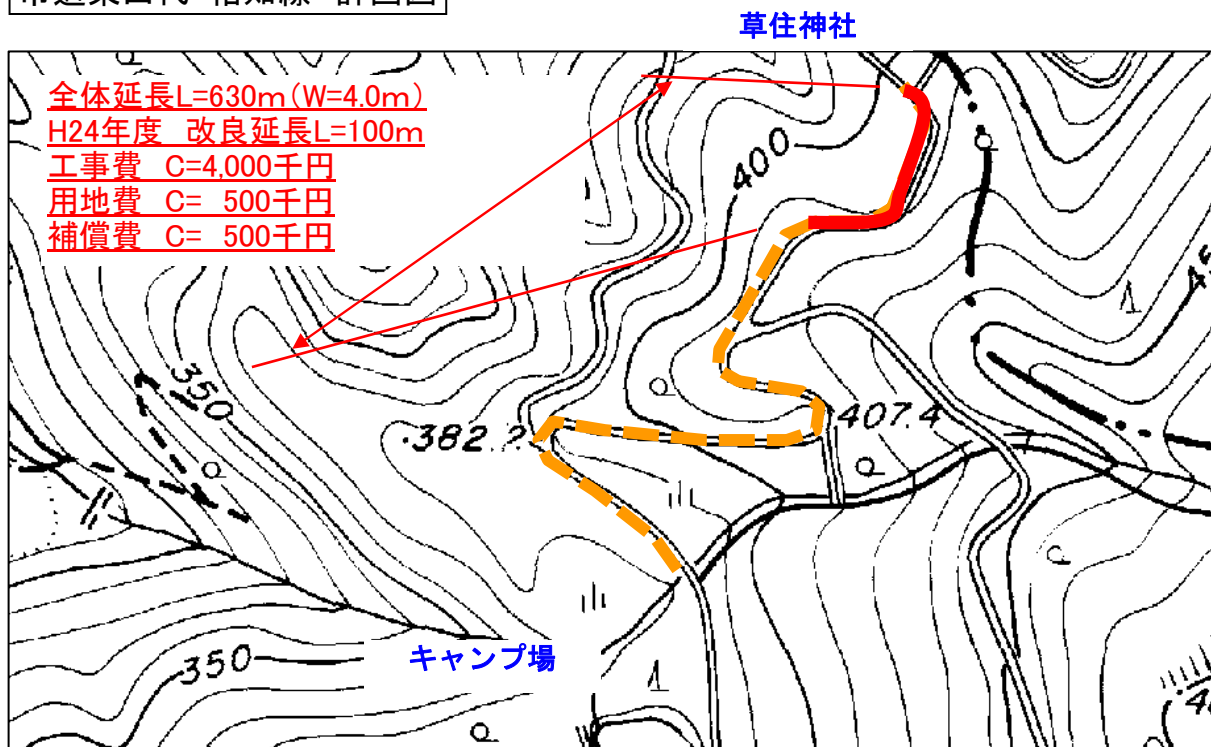 草住神社
全体延長L=630m(W=4.0m)
H24年度 改良延長L=100m
工事費 C=4,000千円
用地費 C= 500千円
補償費 C= 500千円
400
350
407.4
350
キャンプ場